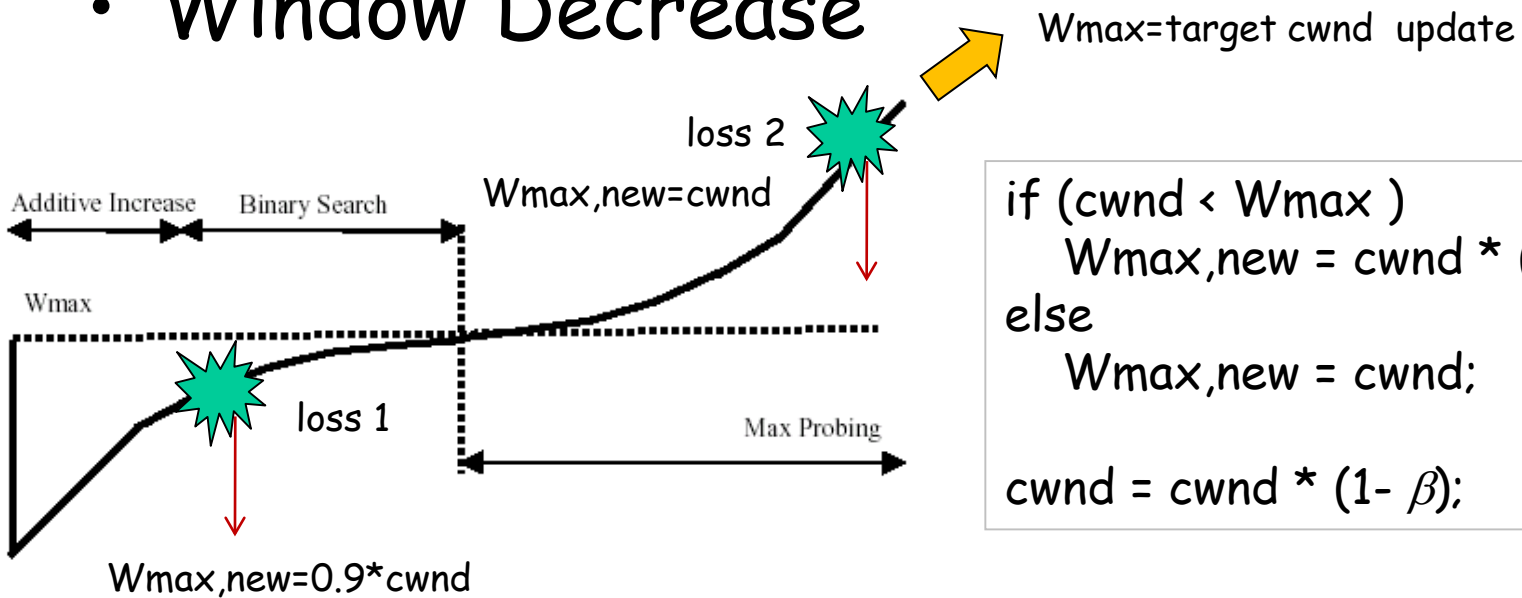 • Window Decrease
Wmax=target cwnd update
loss 2
Wmax,new=cwnd
Additive Increase
Binary Search
Wmax
loss 1
Max Probing
Wmax,new=0.9*cwnd
if (cwnd < Wmax )
Wmax,new = cwnd * (
else
Wmax,new = cwnd;
cwnd = cwnd * (1- β);